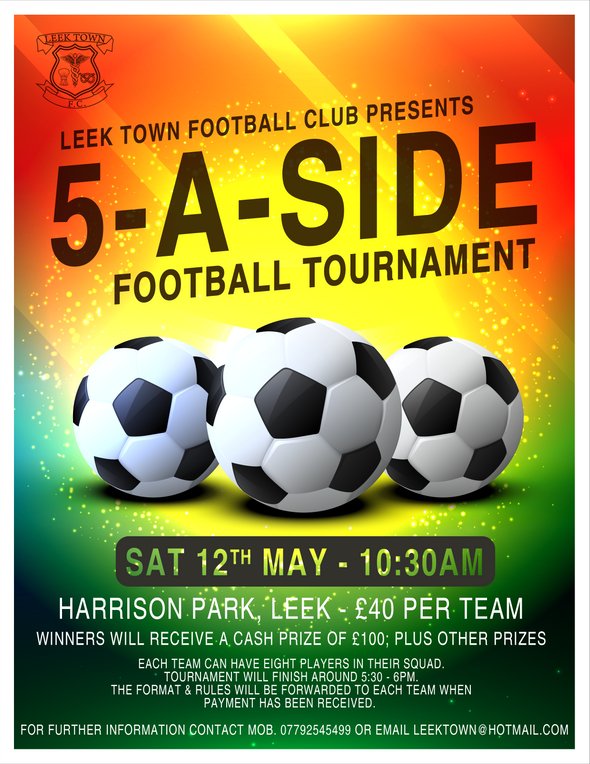 LEEK TOWN
F.C.
LEEK TOWN FOOTBALL CLUB PRESENTS
5-A-SIDE
FOOTBALL TOURNAMENT
SAT 12TH MAY - 10:30AM
HARRISON PARK, LEEK - £40 PER TEAM
WINNERS WILL RECEIVE A CASH PRIZE OF £100; PLUS OTHER PRIZES
EACH TEAM CAN HAVE EIGHT PLAYERS IN THEIR SQUAD.
TOURNAMENT WILL FINISH AROUND 5:30 - 6PM.
THE FORMAT & RULES WILL BE FORWARDED TO EACH TEAM WHEN
PAYMENT HAS BEEN RECEIVED.
FOR FURTHER INFORMATION CONTACT MOB. 07792545499 OR EMAIL LEEKTOWN@HOTMAIL.COM